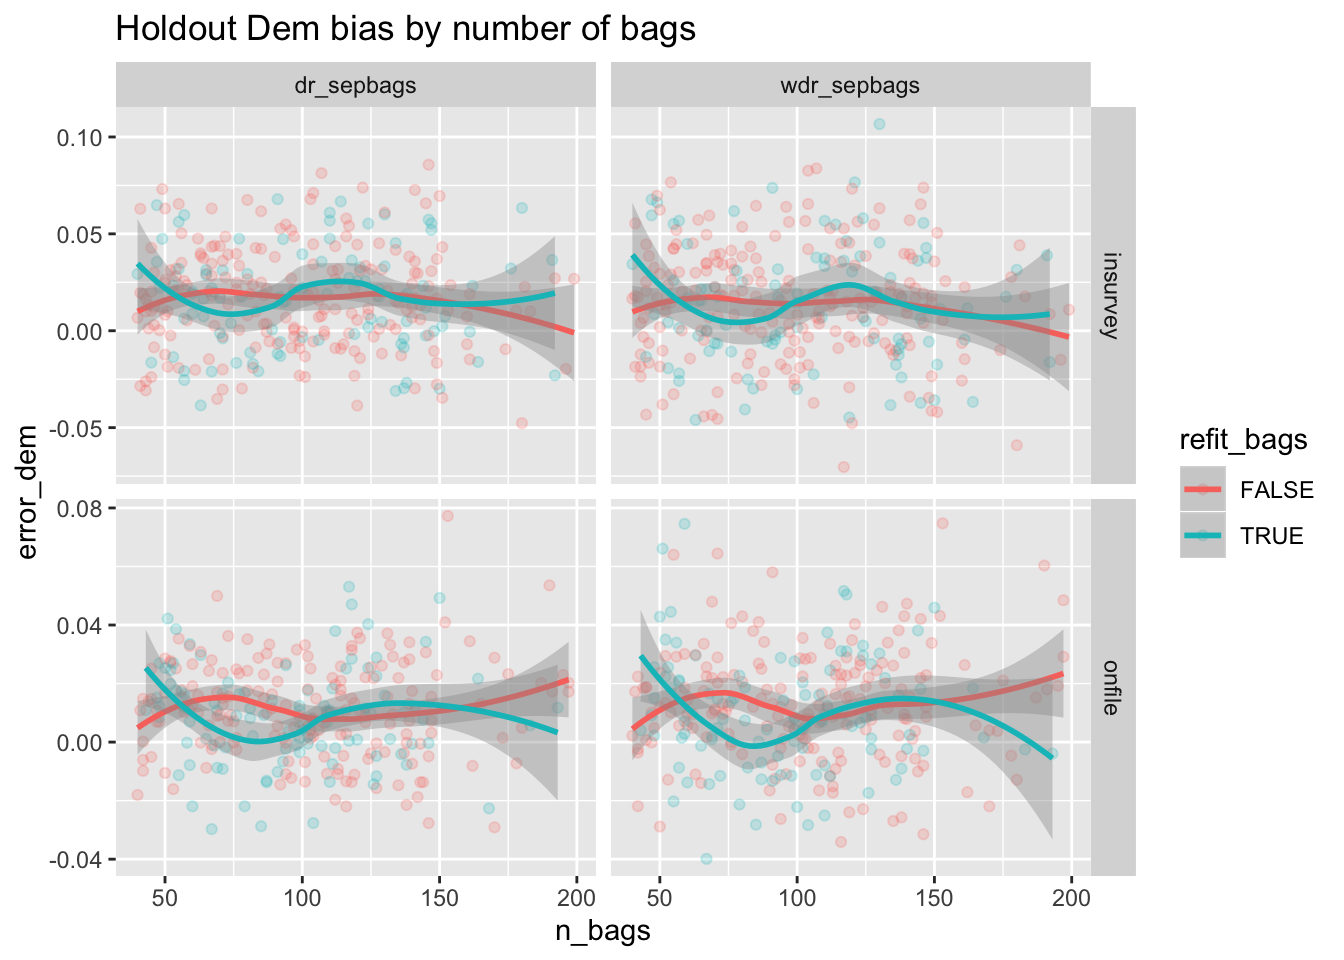 Holdout Dem bias by number of bags
dr_sepbags
wdr_sepbags
0.10
0.05
0.00
-0.05
insurvey
0.08
0.04
0.00
-0.04
onfile
error_dem
50
100
150
200
50
100
150
200
n_bags
refit_bags
FALSE
TRUE